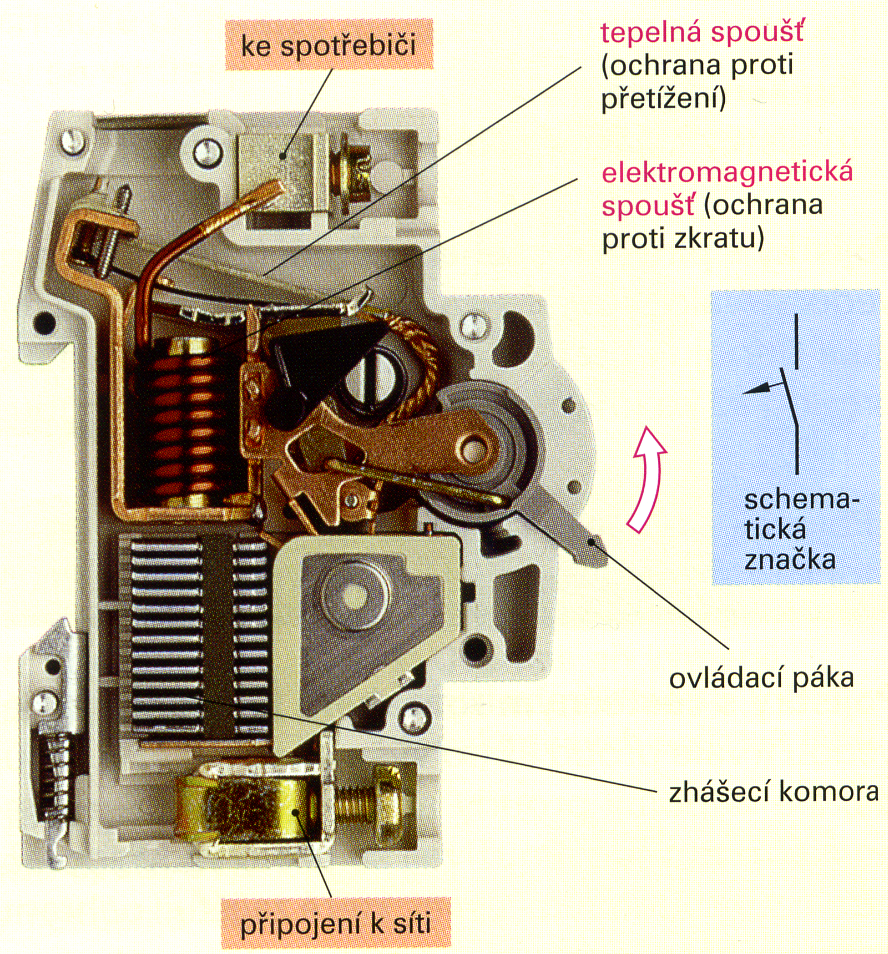 ke spotřebiči
tepelná spoušť
(ochrana proti
přetížení)
elektromagnetická
spoušť (ochrana
proti zkratu)
schema-
tická
značka
ovládací páka
zhášecí komora
připojení k síti